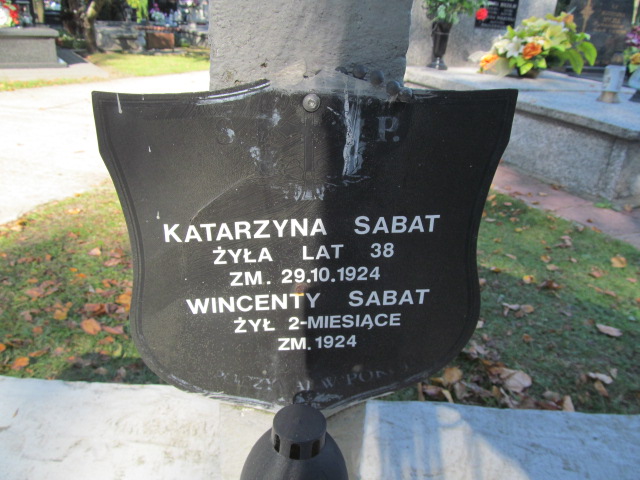 P.
KATARZYNA SABAT
ŻYŁA LAT 38
ZM. 29.10.1924
WINCENTY SABAT
ŻYŁ 2-MIESIĄCE
ZM. 1924